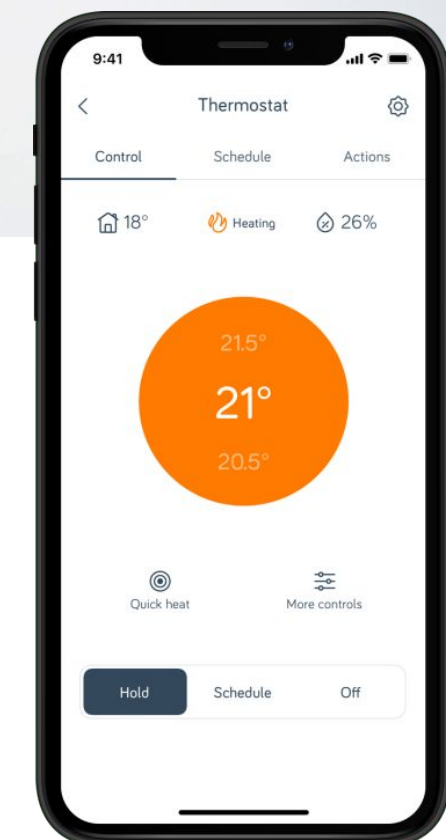 9:41
Thermostat
Control Schedule Actions
18° Heating 26%
21.5°
21°
20.5°
Quick heat More controls
Hold Schedule Off